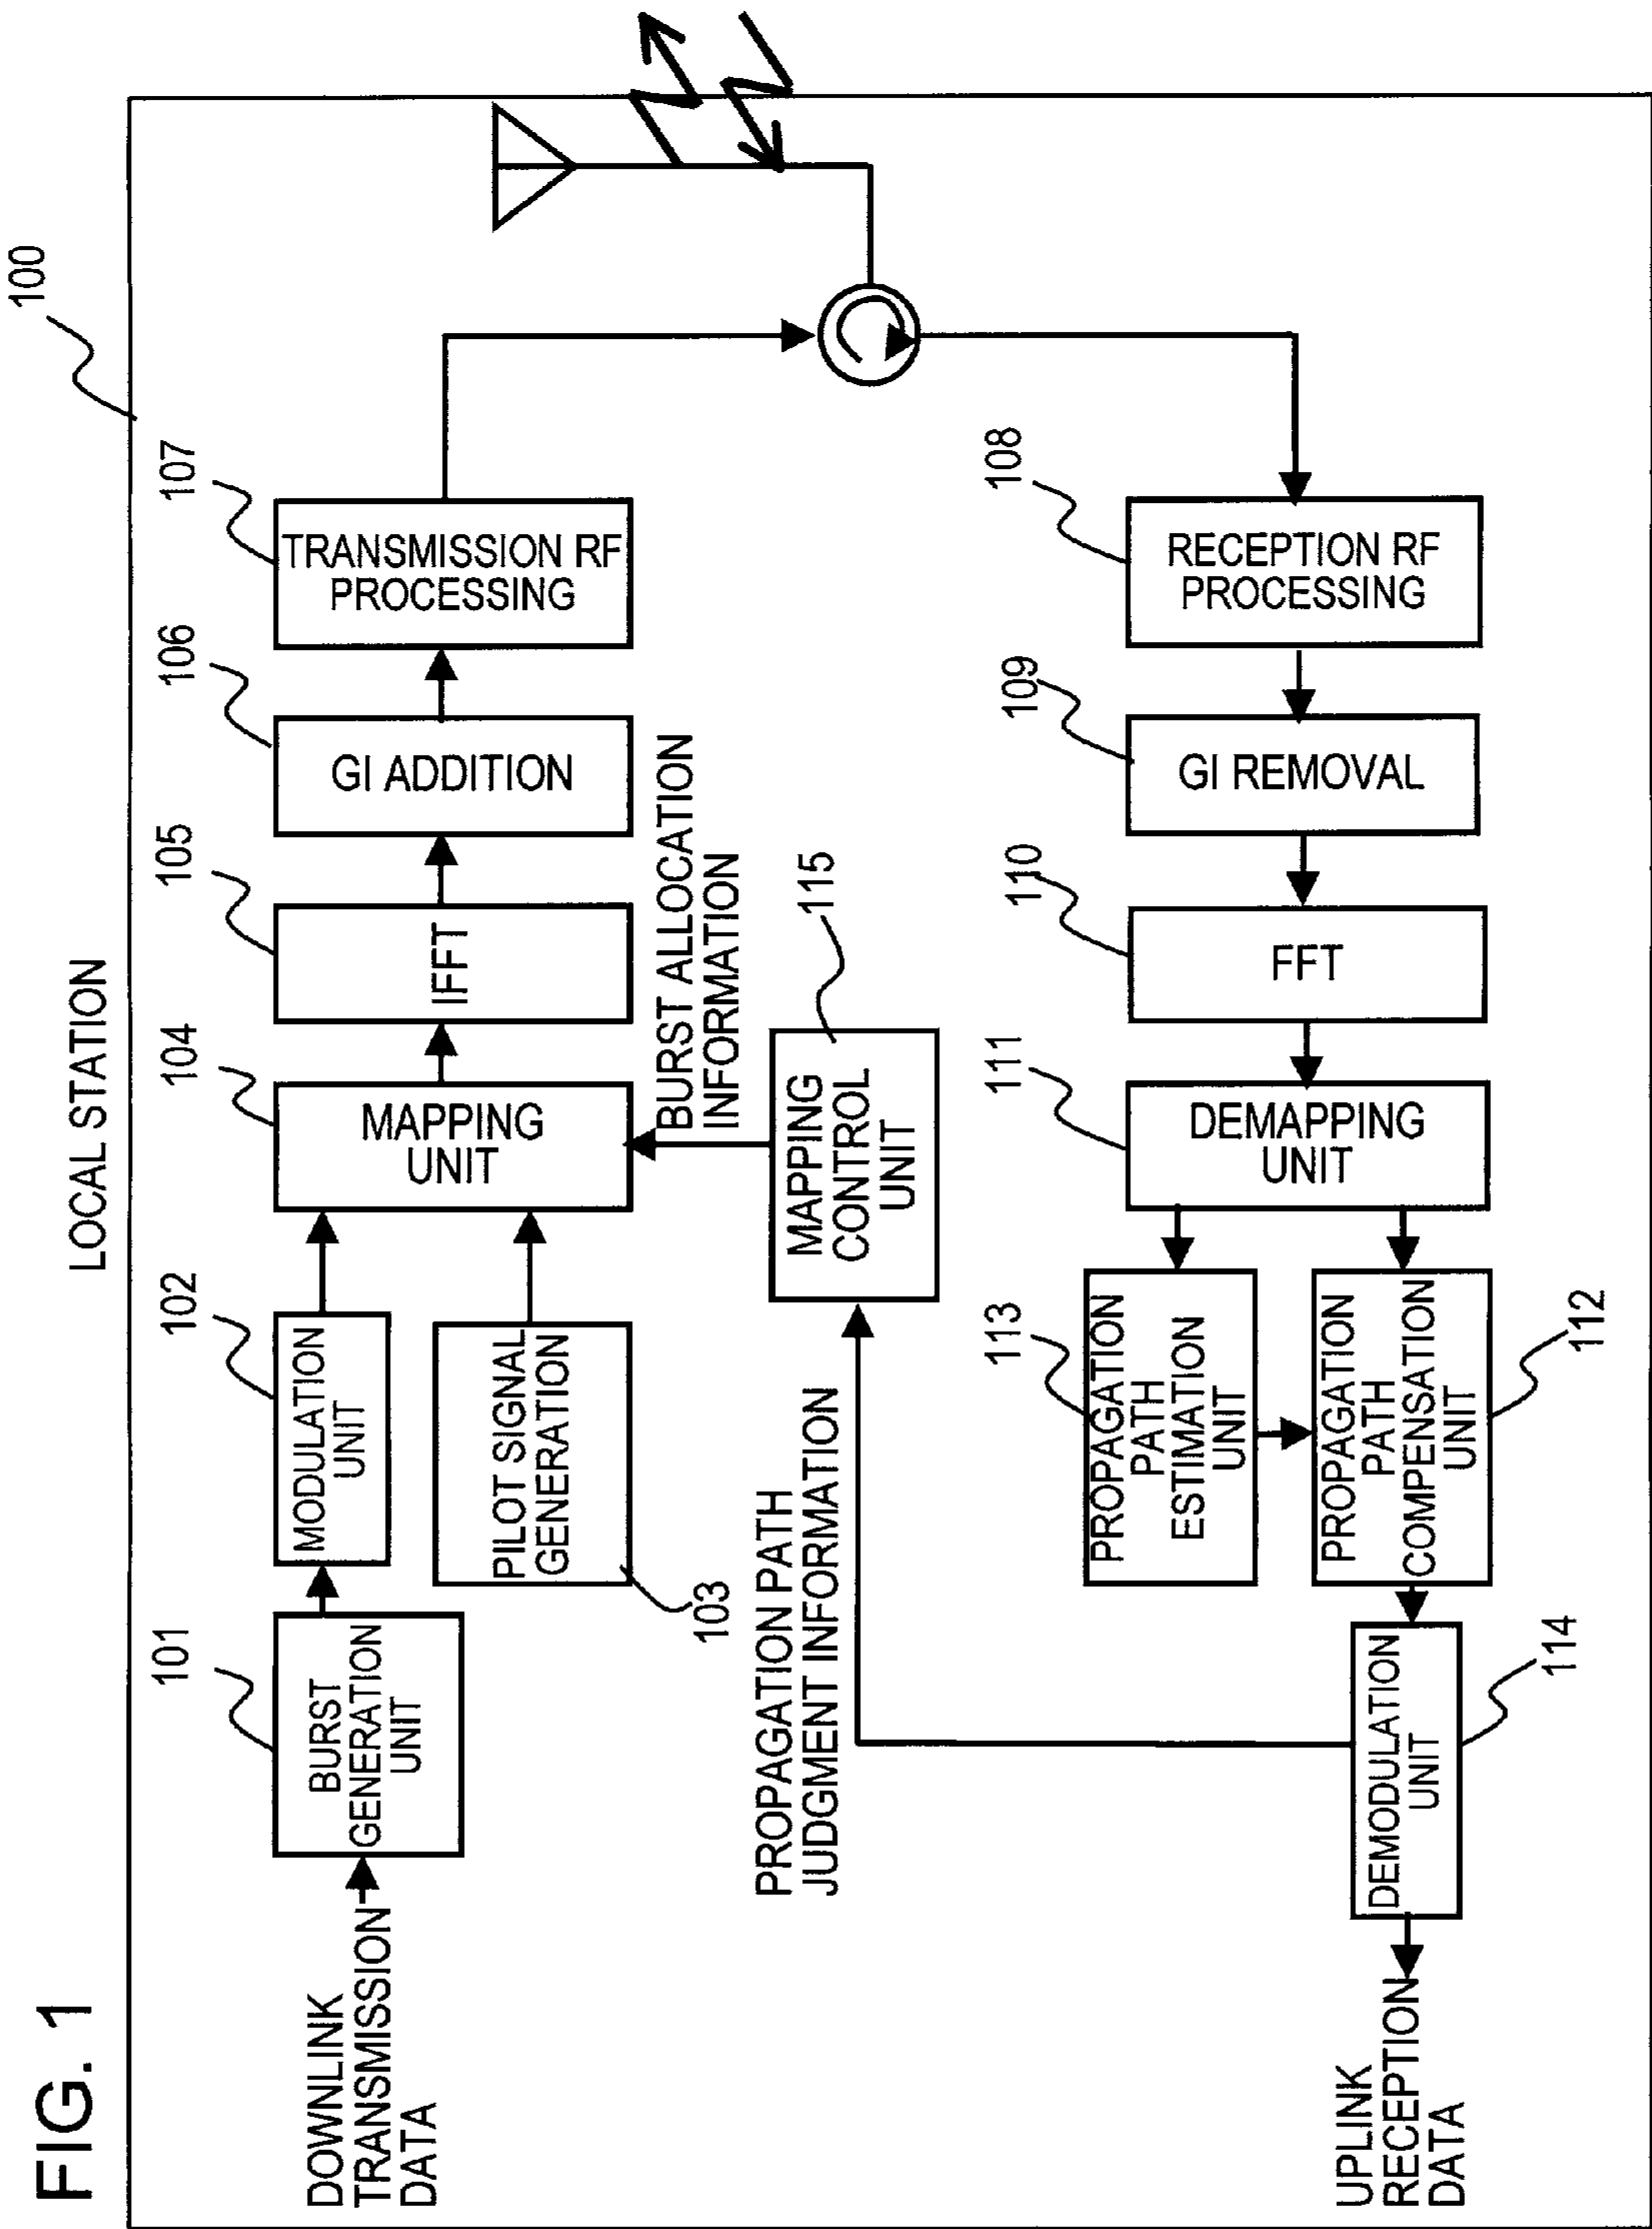 FIG. 1
LOCAL STATION
100
DOWNLINK
TRANSMISSION
DATA
101
BURST
GENERATION
UNIT
102
MODULATION
UNIT
103
PILOT SIGNAL
GENERATION
104
MAPPING
UNIT
105
IFFT
106
GI ADDITION
107
TRANSMISSION RF
PROCESSING
BURST ALLOCATION
INFORMATION
115
MAPPING
CONTROL
UNIT
PROPAGATION PATH
JUDGMENT INFORMATION
108
RECEPTION RF
PROCESSING
109
GI REMOVAL
110
FFT
111
DEMAPPING
UNIT
113
PROPAGATION
PATH
ESTIMATION
UNIT
PROPAGATION
PATH
COMPENSATION
UNIT
112
DEMODULATION
UNIT
114
UPLINK
RECEPTION
DATA